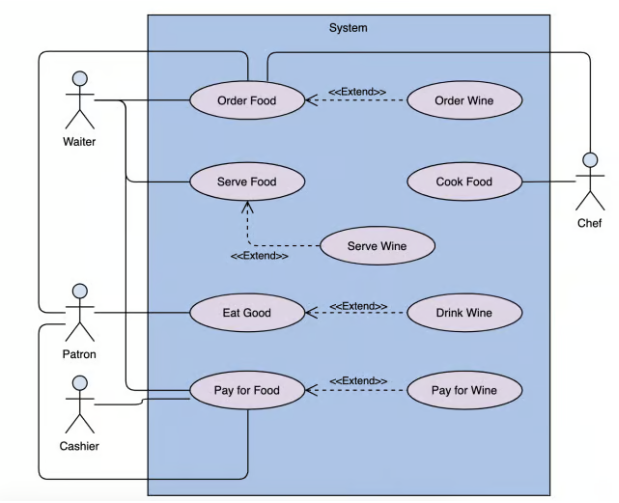 System
Order Food
<<Extend>>
Order Wine
Waiter
Serve Food
Cook Food
Chef
Serve Wine
<<Extend>>
Eat Good
<<Extend>>
Drink Wine
Patron
Pay for Food
<<Extend>>
Pay for Wine
Cashier